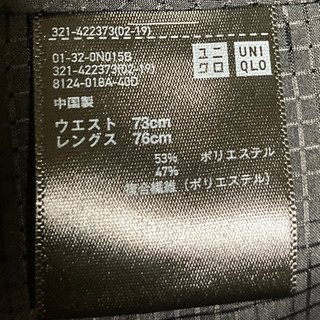 321-422373(02-19)
ユニ
クロ
UNI
QLO
01-32-0N015B
321-422373(02-19)
8124-018A-40D
中国製
ウエスト 73cm
レングス 76cm
53% ポリエステル
47%
複合繊維 (ポリエステル)